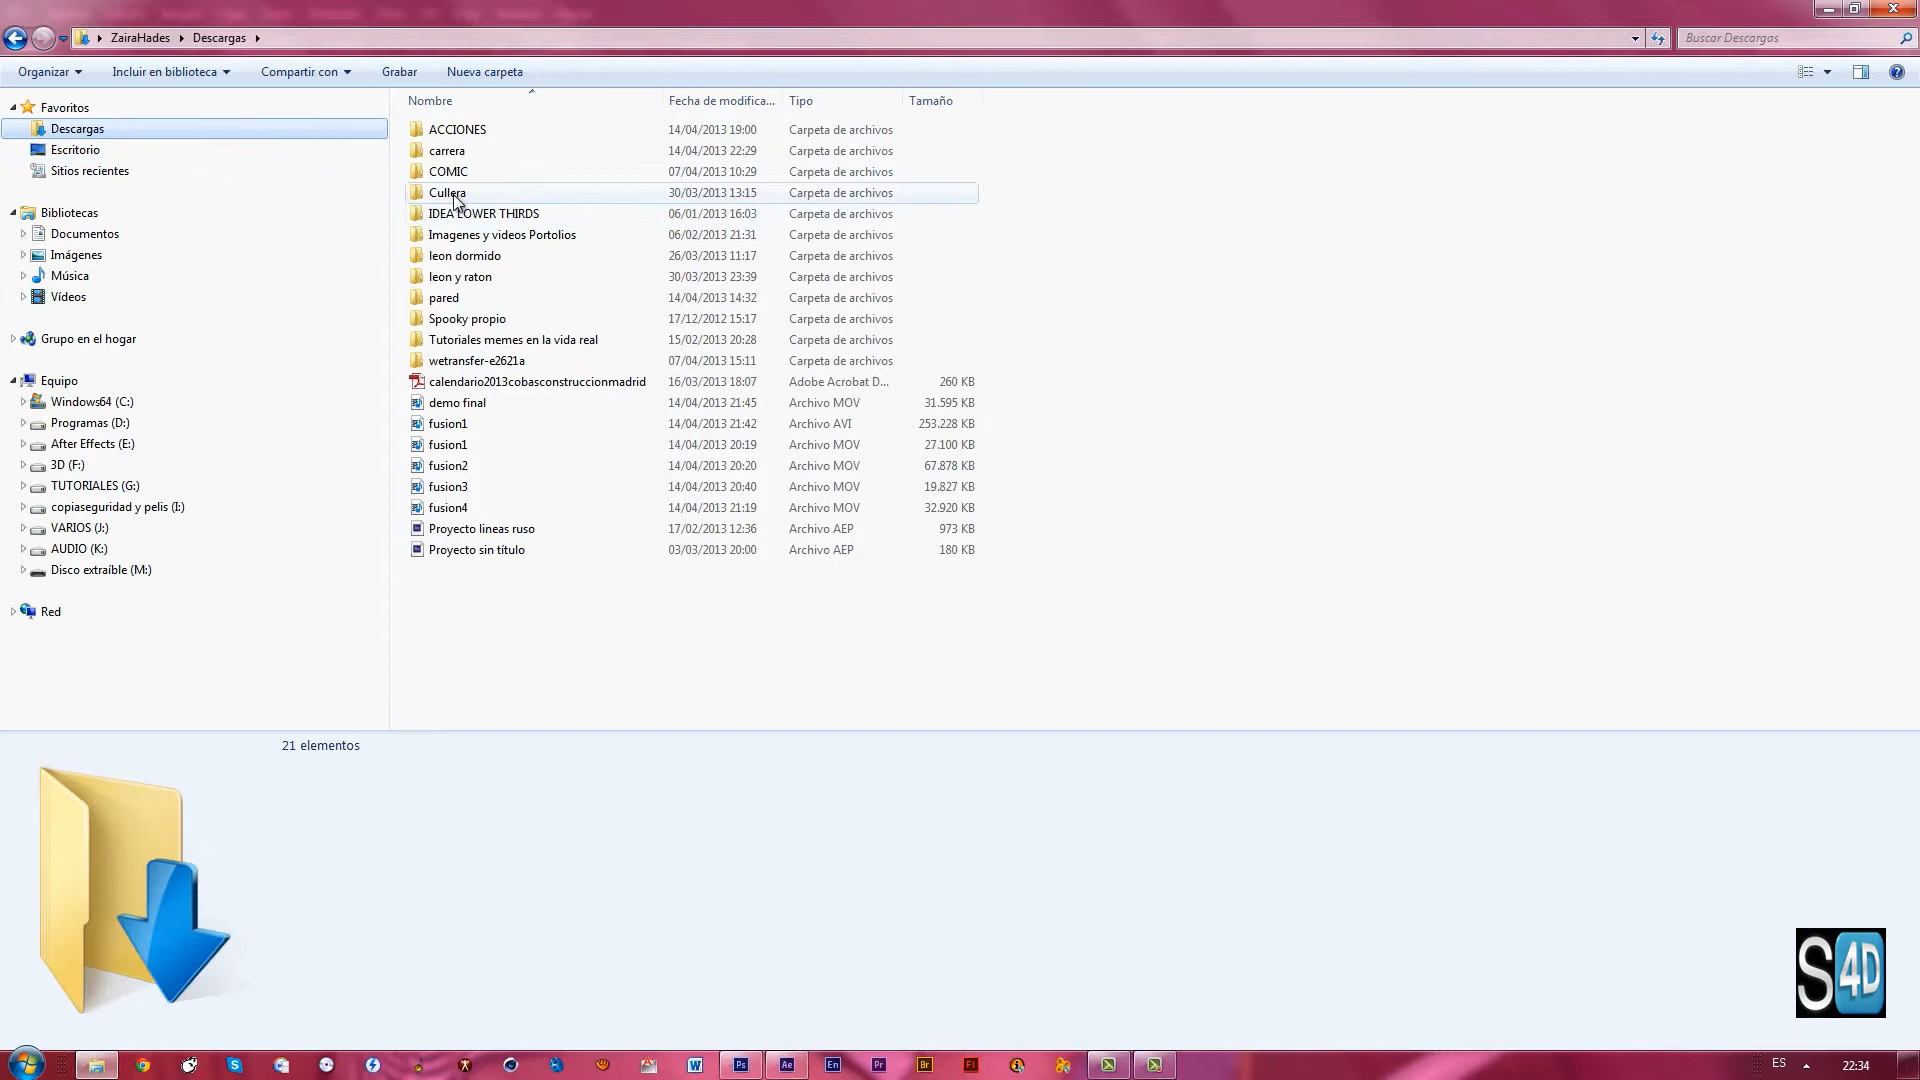 ZairaHades Descargas
Buscar Descargas
Organizar Incluir en biblioteca Compartir con Grabar Nueva carpeta
Favoritos
Descargas
Escritorio
Sitios recientes
Bibliotecas
Documentos
Imágenes
Música
Vídeos
Grupo en el hogar
Equipo
Windows64 (C:)
Programas (D:)
After Effects (E:)
3D (F:)
TUTORIALES (G:)
copiaseguridad y pelis (I:)
VARIOS (J:)
AUDIO (K:)
Disco extraíble (M:)
Red
Nombre Fecha de modifica... Tipo Tamaño
ACCIONES 14/04/2013 19:00 Carpeta de archivos
carrera 14/04/2013 22:29 Carpeta de archivos
COMIC 07/04/2013 10:29 Carpeta de archivos
Cullera 30/03/2013 13:15 Carpeta de archivos
IDEA LOWER THIRDS 06/01/2013 16:03 Carpeta de archivos
Imagenes y videos Portolios 06/02/2013 21:31 Carpeta de archivos
leon dormido 26/03/2013 11:17 Carpeta de archivos
leon y raton 30/03/2013 23:39 Carpeta de archivos
pared 14/04/2013 14:32 Carpeta de archivos
Spooky propio 17/12/2012 15:17 Carpeta de archivos
Tutoriales memes en la vida real 15/02/2013 20:28 Carpeta de archivos
wetransfer-e2621a 07/04/2013 15:11 Carpeta de archivos
calendario2013cobasconstruccionmadrid 16/03/2013 18:07 Adobe Acrobat D... 260 KB
demo final 14/04/2013 21:45 Archivo MOV 31.595 KB
fusion1 14/04/2013 21:42 Archivo AVI 253.228 KB
fusion1 14/04/2013 20:19 Archivo MOV 27.100 KB
fusion2 14/04/2013 20:20 Archivo MOV 67.878 KB
fusion3 14/04/2013 20:40 Archivo MOV 19.827 KB
fusion4 14/04/2013 21:19 Archivo MOV 32.920 KB
Proyecto lineas ruso 17/02/2013 12:36 Archivo AEP 973 KB
Proyecto sin título 03/03/2013 20:00 Archivo AEP 180 KB
21 elementos
S4D
W Ps Ae En Pr Br Fl
ES 22:34